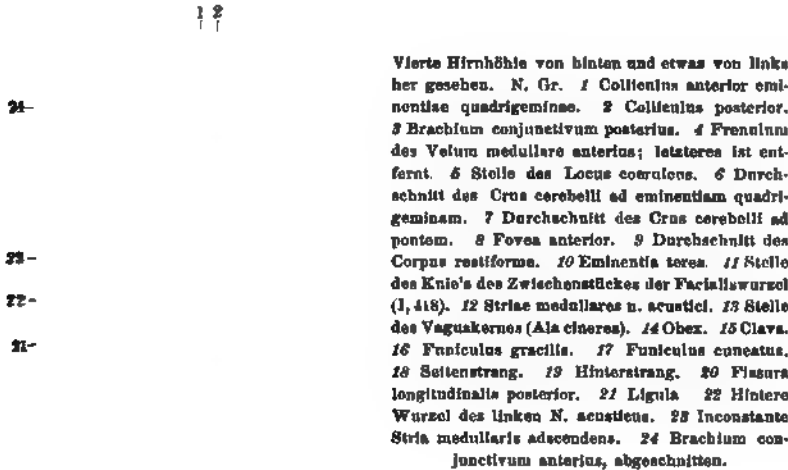 1 2
24-
23-
22-
21-
Vierte Hirnhöhle von hinten und etwas von links
her gesehen. N. Gr. 1 Colliculus anterior emi-
nentiae quadrigeminae. 2 Colliculus posterior.
3 Brachium conjunctivum posterius. 4 Frenulum
des Velum medullare anterius; letzteres ist ent-
fernt. 5 Stelle des Locus coeruleus. 6 Durch-
schnitt des Crus cerebelli ad eminentiam quadri-
geminam. 7 Durchschnitt des Crus cerebelli ad
pontem. 8 Fovea anterior. 9 Durchschnitt des
Corpus restiforme. 10 Eminentia teres. 11 Stelle
des Knie's des Zwischenstückes der Facialiswurzel
(I, 418). 12 Striae medullares n. acustici. 13 Stelle
des Vaguskernes (Ala cinerea). 14 Obex. 15 Clava.
16 Funiculus gracilis. 17 Funiculus cuneatus.
18 Seitenstrang. 19 Hinterstrang. 20 Fissura
longitudinalis posterior. 21 Ligula 22 Hintere
Wurzel des linken N. acusticus. 23 Inconstante
Stria medullaris adscendens. 24 Brachium con-
junctivum anterius, abgeschnitten.